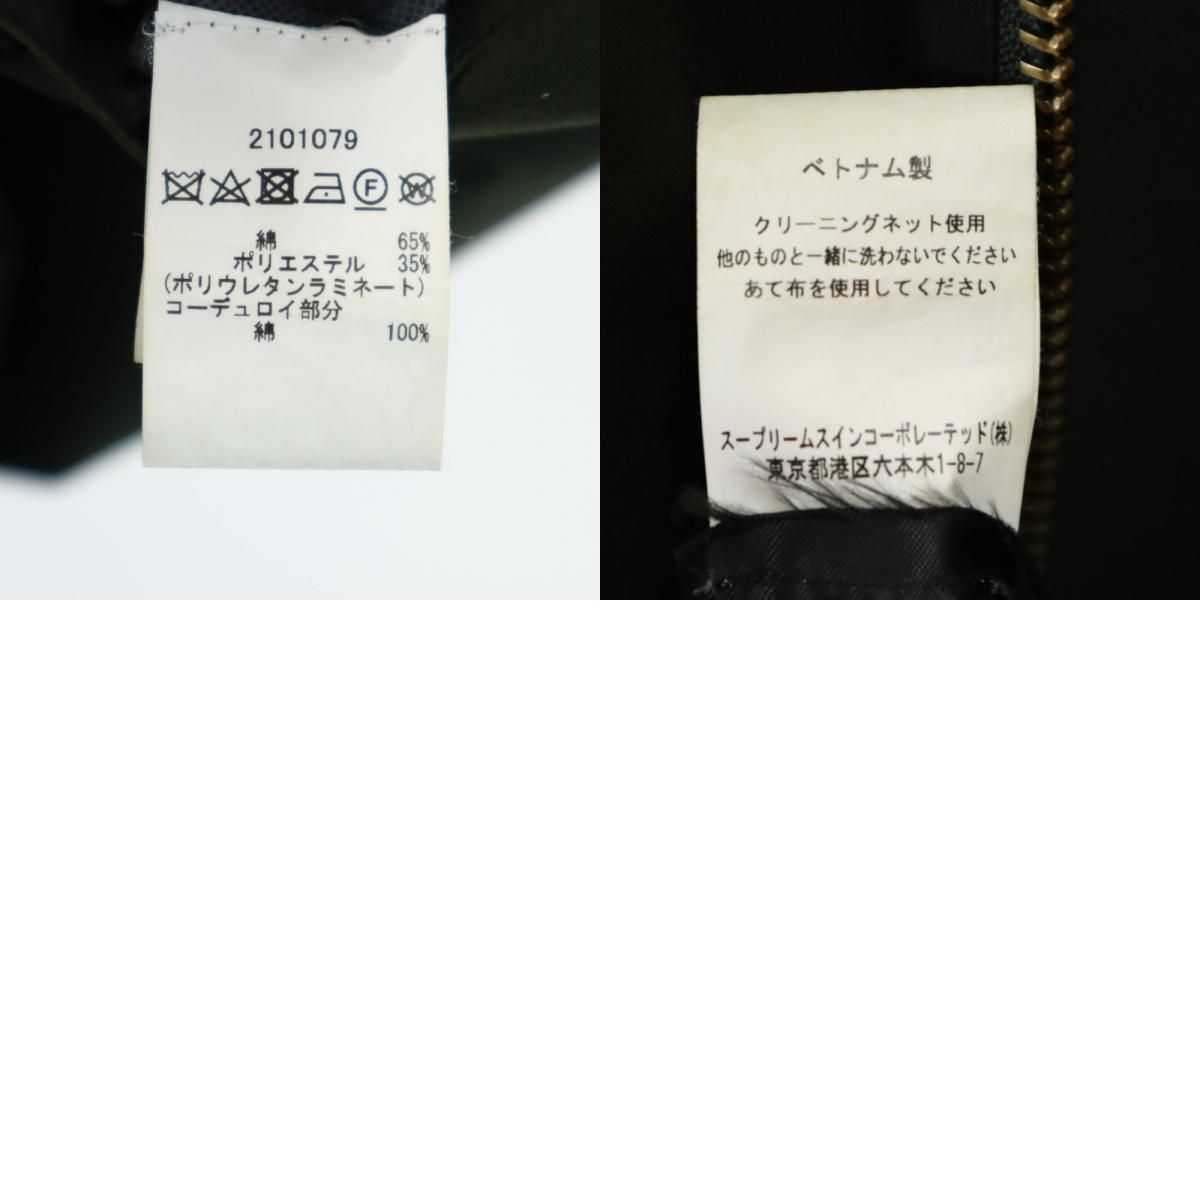 2101079
F W
綿 65%
ポリエステル 35%
(ポリウレタンラミネート)
コーデュロイ部分
綿 100%
ベトナム製
クリーニングネット使用
他のものと一緒に洗わないでください
あて布を使用してください
スープリームスインコーポレーテッド(株)
東京都港区六本木1-8-7